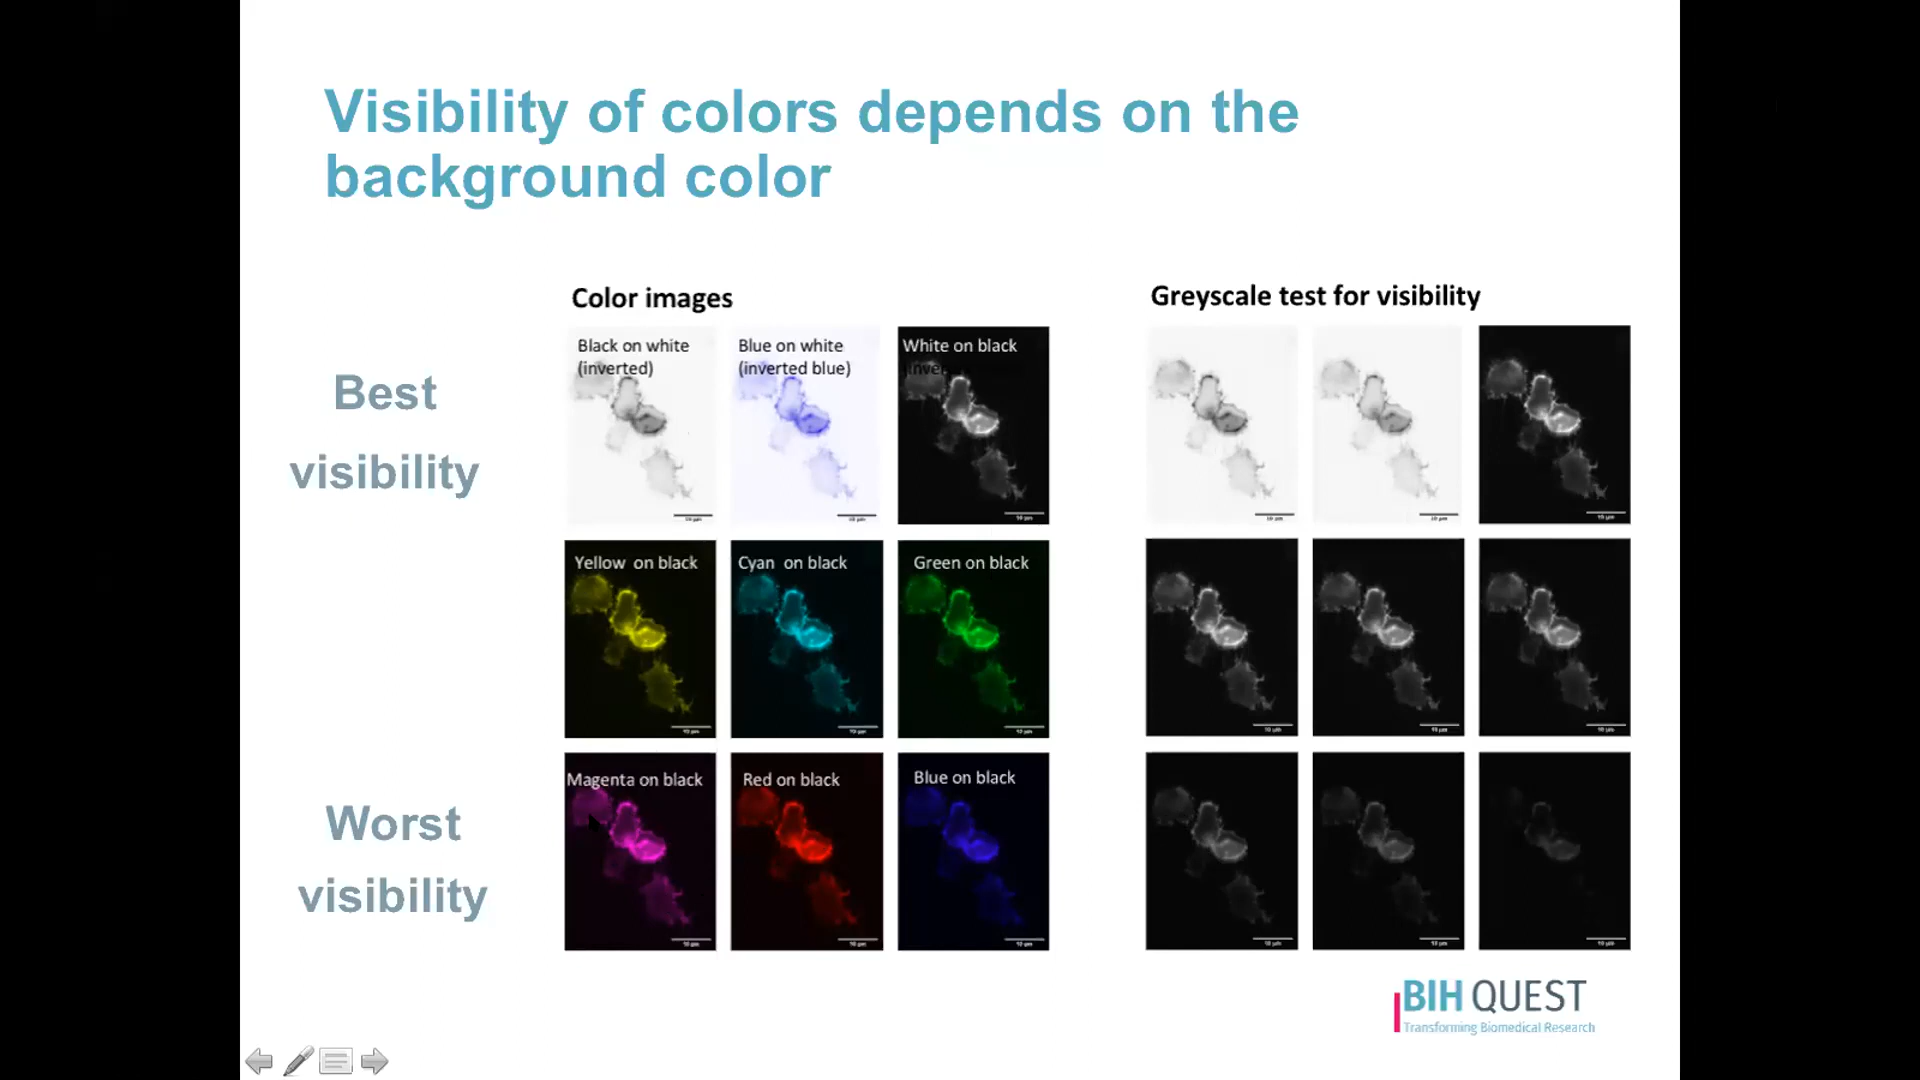 Visibility of colors depends on the
background color
Color images
Greyscale test for visibility
Best
visibility
Black on white
(inverted)
Blue on white
(inverted blue)
White on black
Yellow on black
Cyan on black
Green on black
Worst
visibility
Magenta on black
Red on black
Blue on black
BIH QUEST
Transforming Biomedical Research